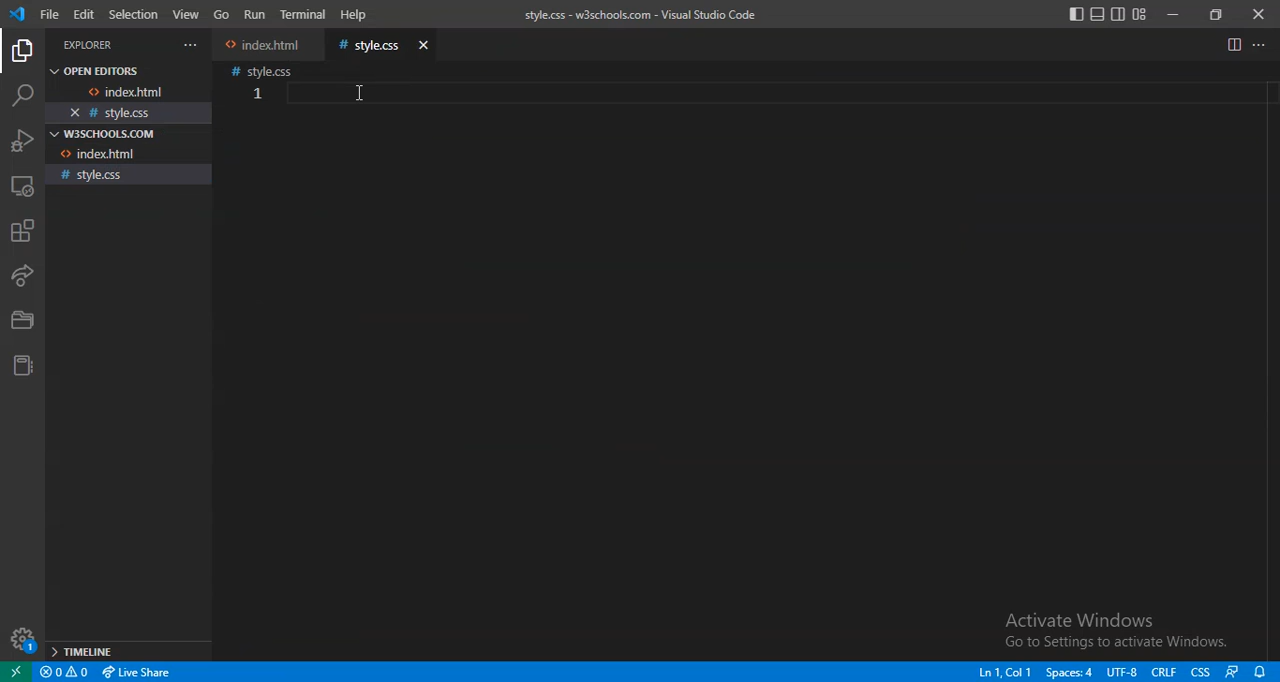 File Edit Selection View Go Run Terminal Help
style.css - w3schools.com - Visual Studio Code
EXPLORER
index.html
# style.css
OPEN EDITORS
# style.css
index.html
1
# style.css
W3SCHOOLS.COM
index.html
# style.css
Activate Windows
Go to Settings to activate Windows.
1
TIMELINE
0 0 Live Share
Ln 1, Col 1 Spaces: 4 UTF-8 CRLF CSS